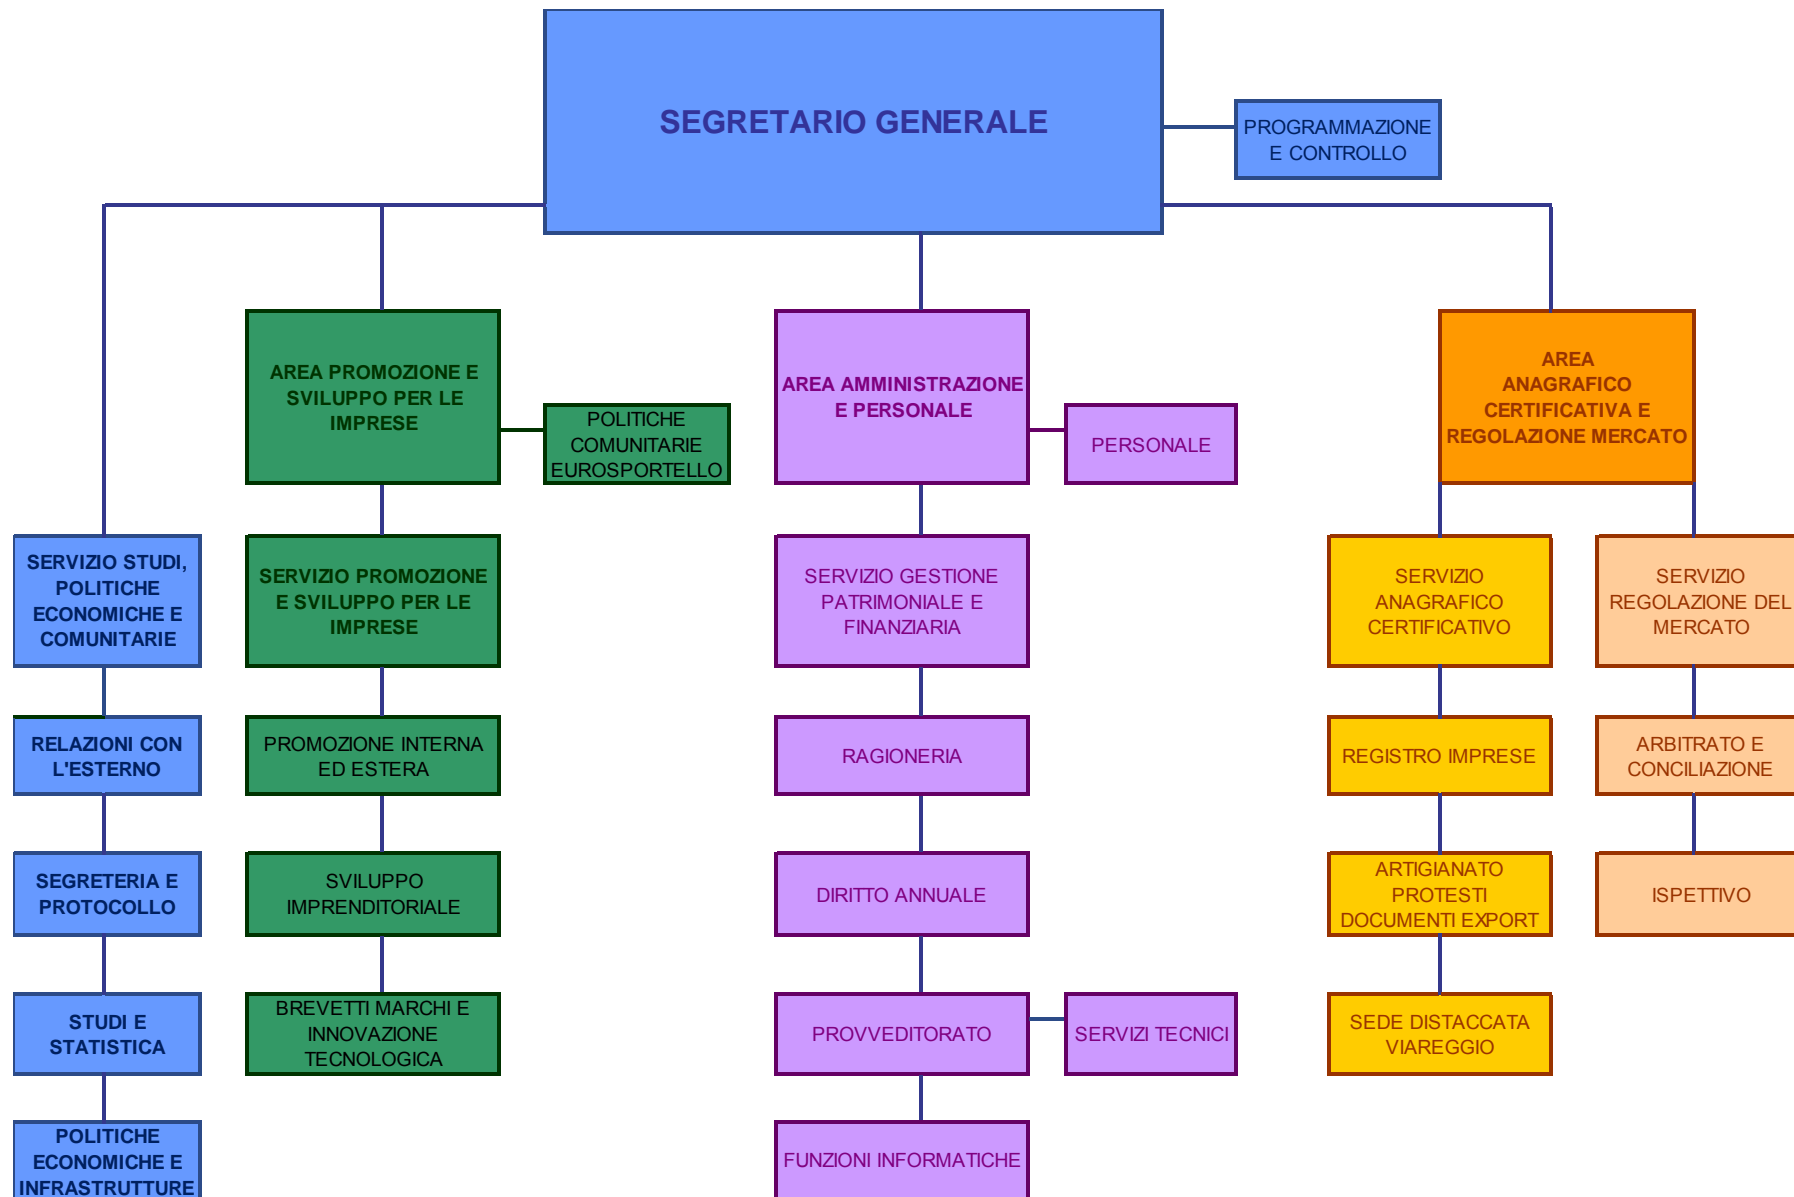 SEGRETARIO GENERALE
PROGRAMMAZIONE
E CONTROLLO
AREA PROMOZIONE E
SVILUPPO PER LE
IMPRESE
POLITICHE
COMUNITARIE
EUROSPORTELLO
AREA AMMINISTRAZIONE
E PERSONALE
PERSONALE
AREA
ANAGRAFICO
CERTIFICATIVA E
REGOLAZIONE MERCATO
SERVIZIO STUDI,
POLITICHE
ECONOMICHE E
COMUNITARIE
SERVIZIO PROMOZIONE
E SVILUPPO PER LE
IMPRESE
SERVIZIO GESTIONE
PATRIMONIALE E
FINANZIARIA
SERVIZIO
ANAGRAFICO
CERTIFICATIVO
SERVIZIO
REGOLAZIONE DEL
MERCATO
RELAZIONI CON
L'ESTERNO
PROMOZIONE INTERNA
ED ESTERA
RAGIONERIA
REGISTRO IMPRESE
ARBITRATO E
CONCILIAZIONE
SEGRETERIA E
PROTOCOLLO
SVILUPPO
IMPRENDITORIALE
DIRITTO ANNUALE
ARTIGIANATO
PROTESTI
DOCUMENTI EXPORT
ISPETTIVO
STUDI E
STATISTICA
BREVETTI MARCHI E
INNOVAZIONE
TECNOLOGICA
PROVVEDITORATO
SERVIZI TECNICI
SEDE DISTACCATA
VIAREGGIO
POLITICHE
ECONOMICHE E
INFRASTRUTTURE
FUNZIONI INFORMATICHE